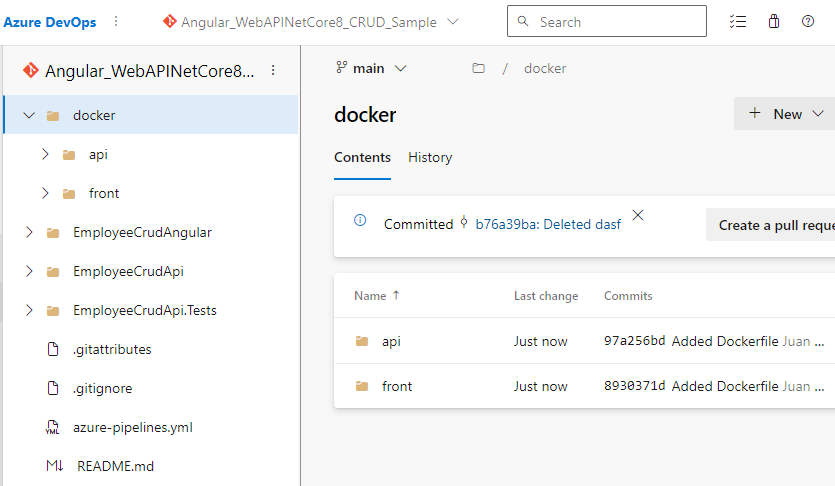 Azure DevOps
Angular_WebAPINetCore8_CRUD_Sample
Search
Angular_WebAPINetCore8...
docker
api
front
EmployeeCrudAngular
EmployeeCrudApi
EmployeeCrudApi.Tests
.gitattributes
.gitignore
YML azure-pipelines.yml
README.md
main
/ docker
docker
+ New
Contents History
Committed b76a39ba: Deleted dasf
Create a pull reque
Name ↑ Last change Commits
api Just now 97a256bd Added Dockerfile Juan ...
front Just now 8930371d Added Dockerfile Juan ...